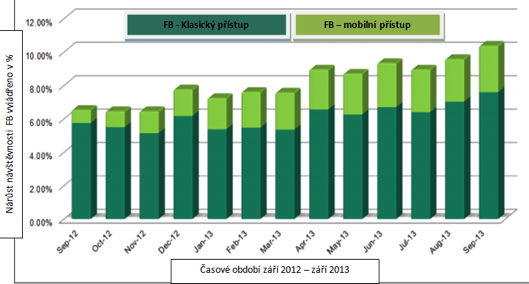 FB - Klasický přístup
FB – mobilní přístup
Nárůst návštěvnosti FB vyjádřeno v %
12.00%
10.00%
8.00%
6.00%
4.00%
2.00%
0.00%
Sep-12
Oct-12
Nov-12
Dec-12
Jan-13
Feb-13
Mar-13
Apr-13
May-13
Jun-13
Jul-13
Aug-13
Sep-13
Časové období září 2012 – září 2013